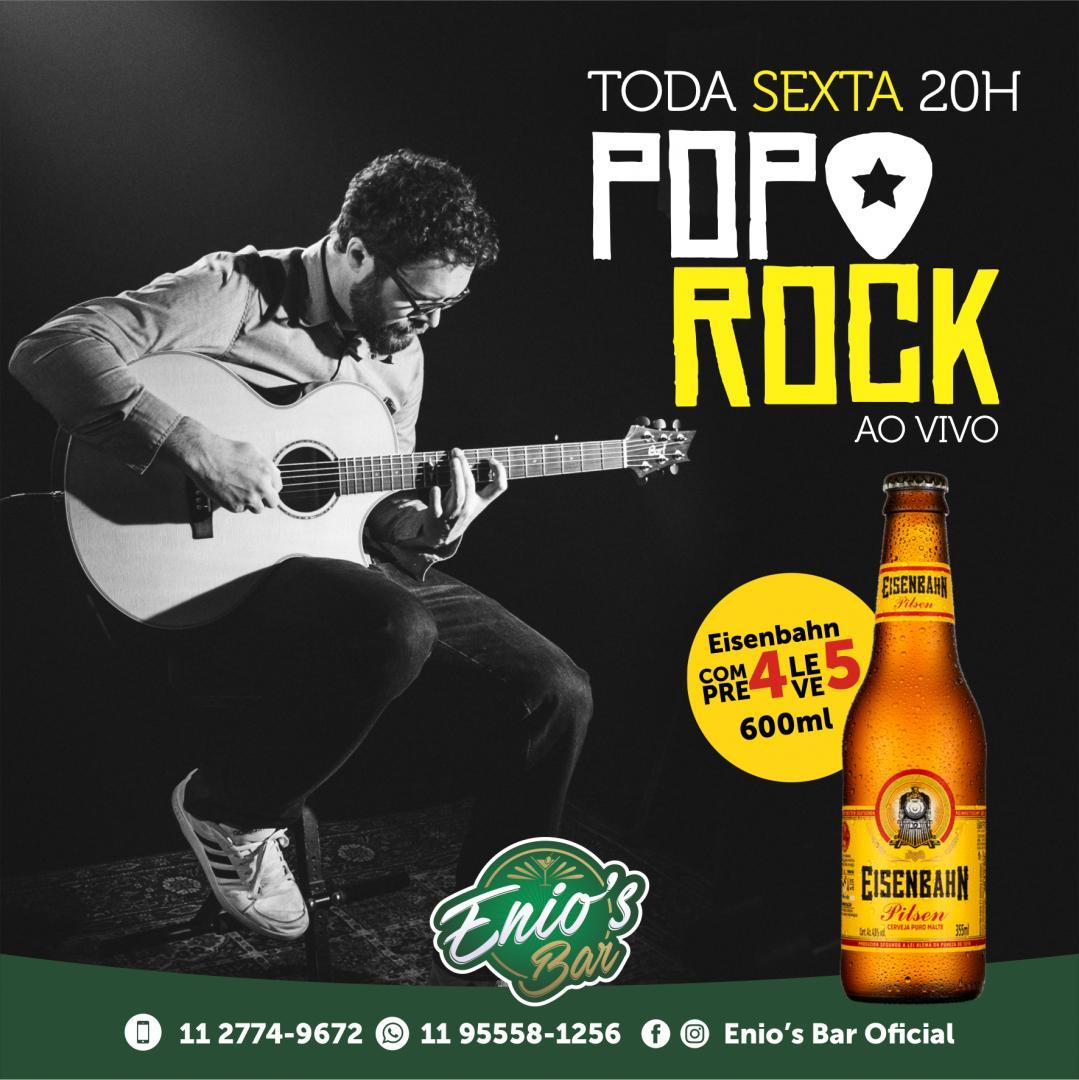 TODA SEXTA 20H
POP
ROCK
AO VIVO
Eisenbahn
COMPRE 4 LEVE 5
600ml
EISENBAHN
Pilsen
EISENBAHN
Pilsen
CERVEJA PURO MALTE
355ml
Enio's
Bar
11 2774-9672 11 95558-1256 Enio's Bar Oficial